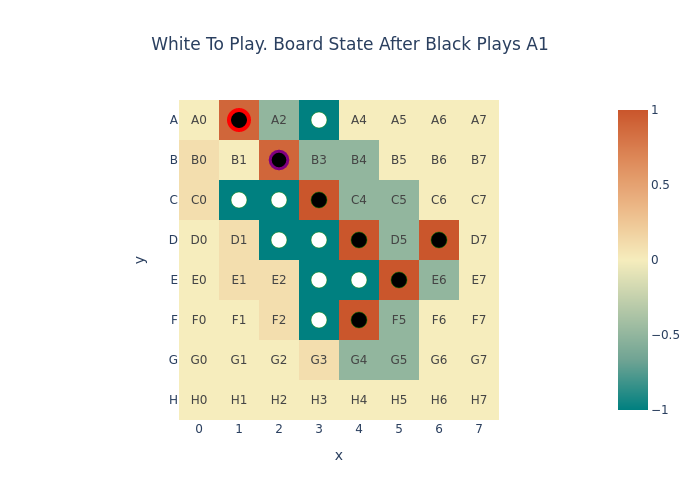 White To Play. Board State After Black Plays A1
A A0 A2 A4 A5 A6 A7
B B0 B1 B3 B4 B5 B6 B7
C C0 C4 C5 C6 C7
D D0 D1 D5 D7
E E0 E1 E2 E6 E7
F F0 F1 F2 F5 F6 F7
G G0 G1 G2 G3 G4 G5 G6 G7
H H0 H1 H2 H3 H4 H5 H6 H7
0 1 2 3 4 5 6 7
x
y
1
0.5
0
−0.5
−1